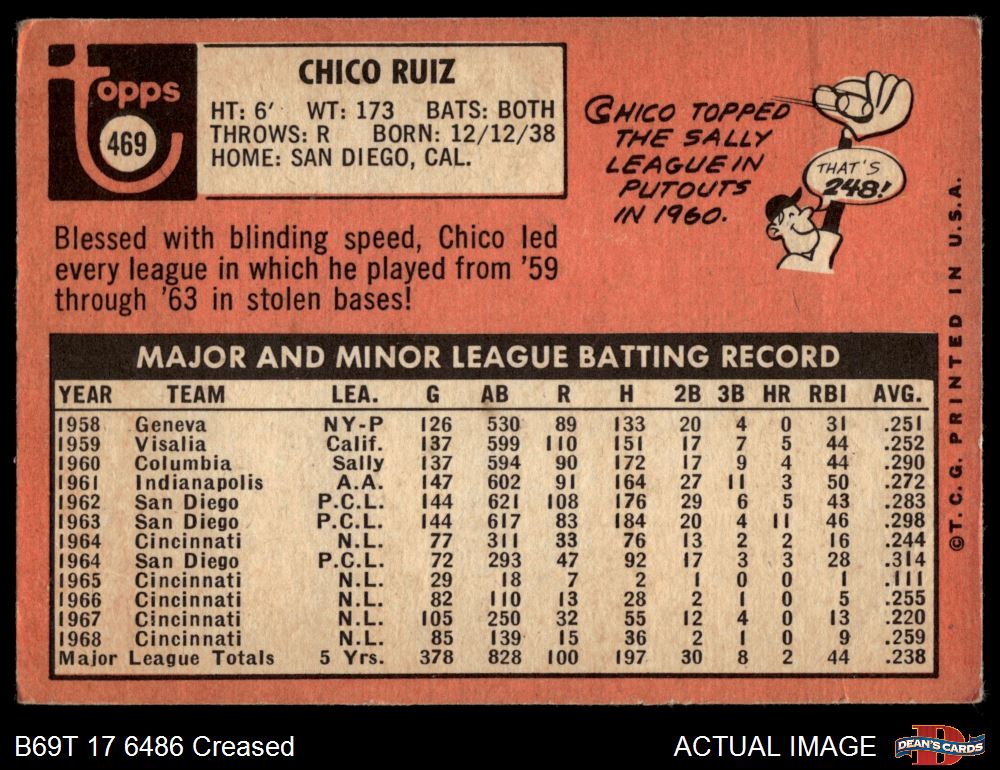 Topps
469
CHICO RUIZ
HT: 6' WT: 173 BATS: BOTH
THROWS: R BORN: 12/12/38
HOME: SAN DIEGO, CAL.
CHICO TOPPED
THE SALLY
LEAGUE IN
PUTOUTS
IN 1960.
THAT'S
248!
Blessed with blinding speed, Chico led
every league in which he played from '59
through '63 in stolen bases!
MAJOR AND MINOR LEAGUE BATTING RECORD
YEAR TEAM LEA. G AB R H 2B 3B HR RBI AVG.
1958 Geneva NY-P 126 530 89 133 20 4 0 31 .251
1959 Visalia Calif. 137 599 110 151 17 7 5 44 .252
1960 Columbia Sally 137 594 90 172 17 9 4 44 .290
1961 Indianapolis A.A. 147 602 91 164 27 11 3 50 .272
1962 San Diego P.C.L. 144 621 108 176 29 6 5 43 .283
1963 San Diego P.C.L. 144 617 83 184 20 4 11 46 .298
1964 Cincinnati N.L. 77 311 33 76 13 2 2 16 .244
1964 San Diego P.C.L. 72 293 47 92 17 3 3 28 .314
1965 Cincinnati N.L. 29 18 7 2 1 0 0 1 .111
1966 Cincinnati N.L. 82 110 13 28 2 1 0 5 .255
1967 Cincinnati N.L. 105 250 32 55 12 4 0 13 .220
1968 Cincinnati N.L. 85 139 15 36 2 1 0 9 .259
Major League Totals 5 Yrs. 378 828 100 197 30 8 2 44 .238
©T. C. G. PRINTED IN U.S.A.
B69T 17 6486 Creased
ACTUAL IMAGE
DEAN'S CARDS